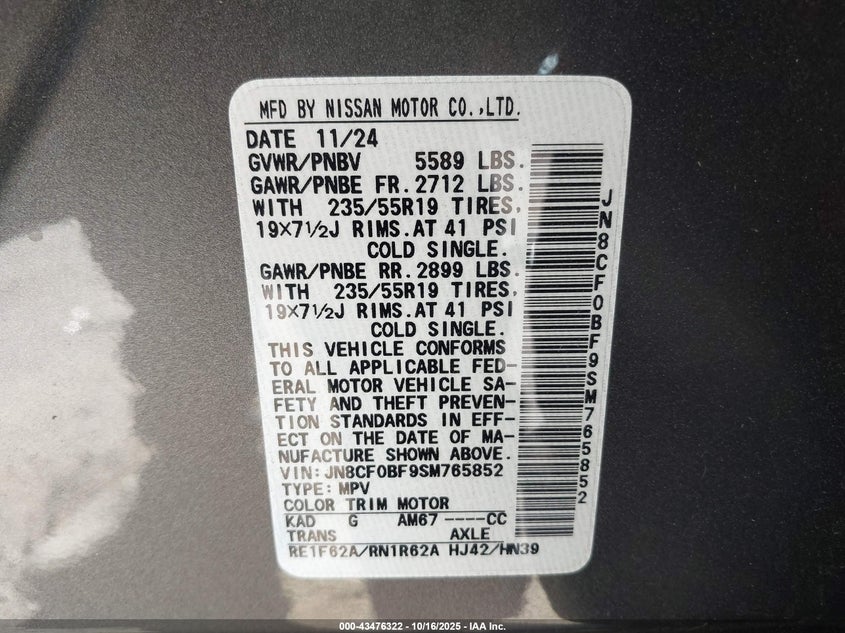 MFD BY NISSAN MOTOR CO.,LTD.
DATE 11/24
GVWR/PNBV 5589 LBS.
GAWR/PNBE FR. 2712 LBS.
WITH 235/55R19 TIRES,
19X7½J RIMS.AT 41 PSI
COLD SINGLE.
GAWR/PNBE RR. 2899 LBS.
WITH 235/55R19 TIRES,
19X7½J RIMS.AT 41 PSI
COLD SINGLE.
THIS VEHICLE CONFORMS
TO ALL APPLICABLE FED-
ERAL MOTOR VEHICLE SA-
FETY AND THEFT PREVEN-
TION STANDARDS IN EFF-
ECT ON THE DATE OF MA-
NUFACTURE SHOWN ABOVE.
VIN:JN8CF0BF9SM765852
TYPE:MPV
COLOR TRIM MOTOR
KAD G AM67 ----CC
TRANS AXLE
RE1F62A/RN1R62A HJ42/HN39
JN8CF0BF9SM765852
000-43476322 | 10/16/2025 - IAA Inc.